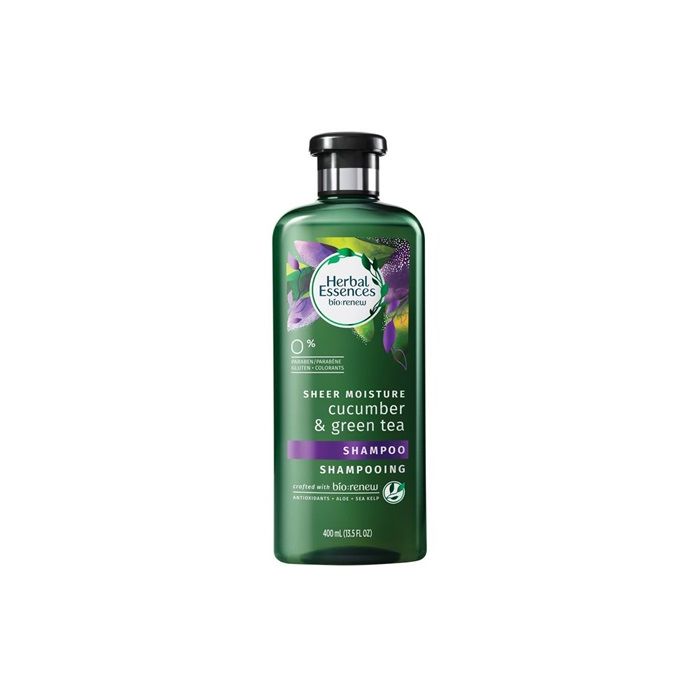 Herbal
Essences
bio:renew
0%
PARABEN/PARABÈNE
GLUTEN • COLORANTS
SHEER MOISTURE
cucumber
& green tea
SHAMPOO
SHAMPOOING
crafted with bio:renew
ANTIOXIDANTS • ALOE • SEA KELP
400 mL (13.5 FL OZ)